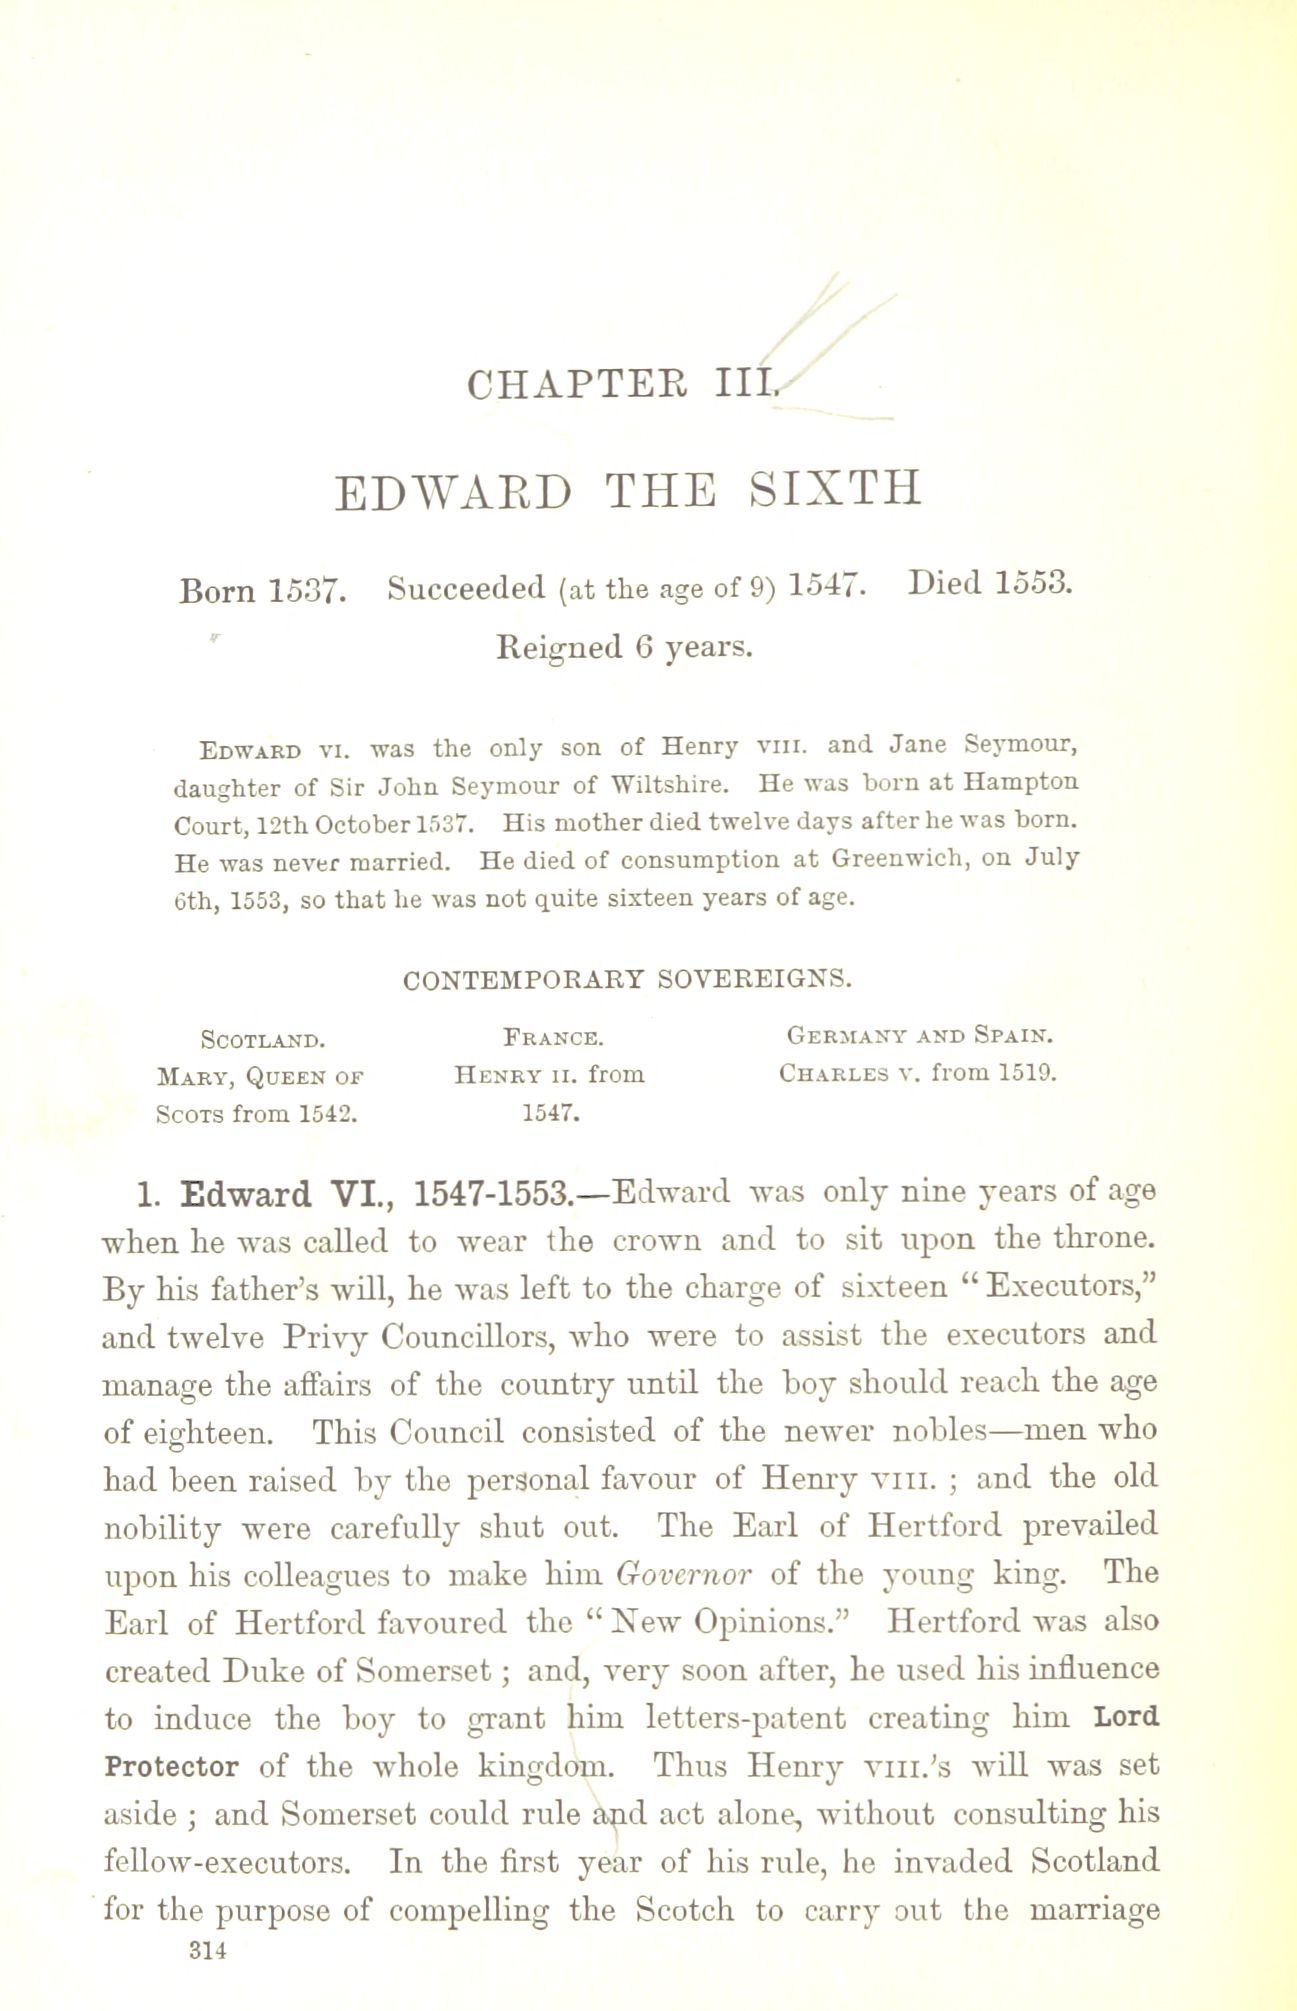 CHAPTER III.
EDWARD THE SIXTH
Born 1537. Succeeded (at the age of 9) 1547. Died 1553.
Reigned 6 years.
EDWARD VI. was the only son of Henry VIII. and Jane Seymour,
daughter of Sir John Seymour of Wiltshire. He was born at Hampton
Court, 12th October 1537. His mother died twelve days after he was born.
He was never married. He died of consumption at Greenwich, on July
6th, 1553, so that he was not quite sixteen years of age.
CONTEMPORARY SOVEREIGNS.
SCOTLAND. FRANCE. GERMANY AND SPAIN.
MARY, QUEEN OF HENRY II. from CHARLES V. from 1519.
SCOTS from 1542. 1547.
1. Edward VI., 1547-1553.—Edward was only nine years of age
when he was called to wear the crown and to sit upon the throne.
By his father's will, he was left to the charge of sixteen "Executors,"
and twelve Privy Councillors, who were to assist the executors and
manage the affairs of the country until the boy should reach the age
of eighteen. This Council consisted of the newer nobles—men who
had been raised by the personal favour of Henry VIII. ; and the old
nobility were carefully shut out. The Earl of Hertford prevailed
upon his colleagues to make him Governor of the young king. The
Earl of Hertford favoured the "New Opinions." Hertford was also
created Duke of Somerset ; and, very soon after, he used his influence
to induce the boy to grant him letters-patent creating him Lord
Protector of the whole kingdom. Thus Henry VIII.'s will was set
aside ; and Somerset could rule and act alone, without consulting his
fellow-executors. In the first year of his rule, he invaded Scotland
for the purpose of compelling the Scotch to carry out the marriage
314